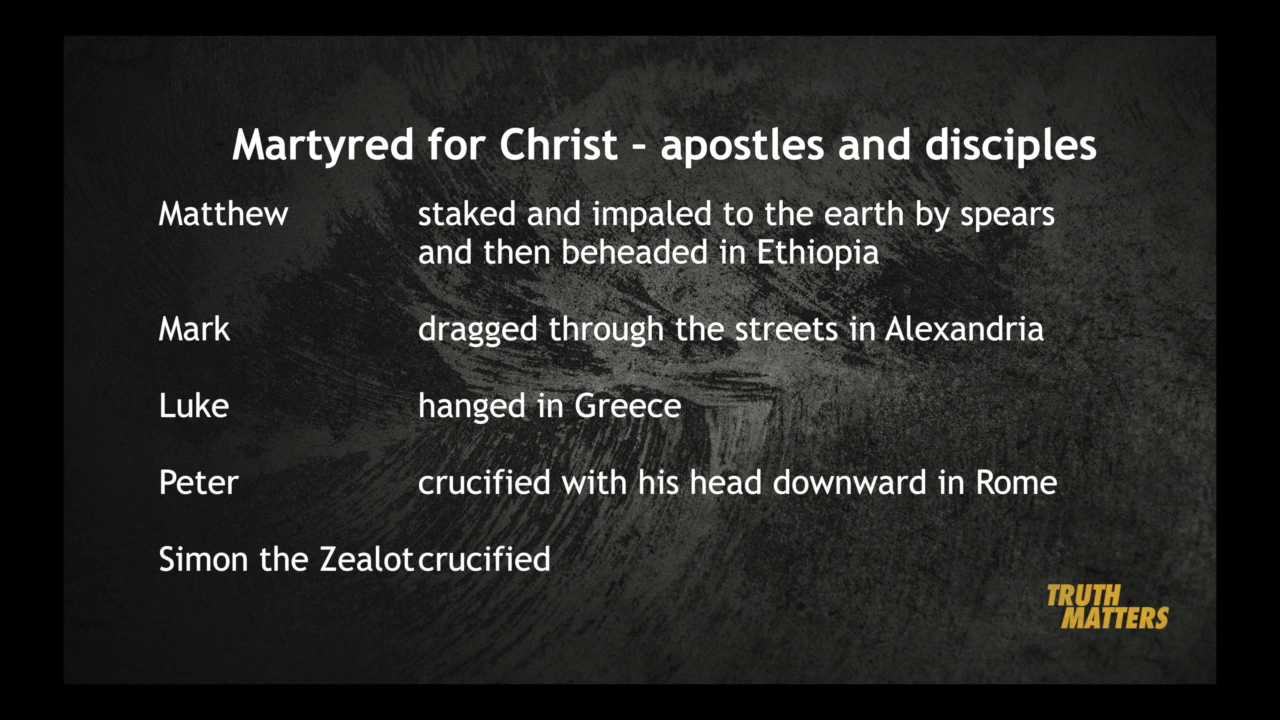 Martyred for Christ – apostles and disciples
Matthew staked and impaled to the earth by spears
and then beheaded in Ethiopia
Mark dragged through the streets in Alexandria
Luke hanged in Greece
Peter crucified with his head downward in Rome
Simon the Zealot crucified
TRUTH
MATTERS